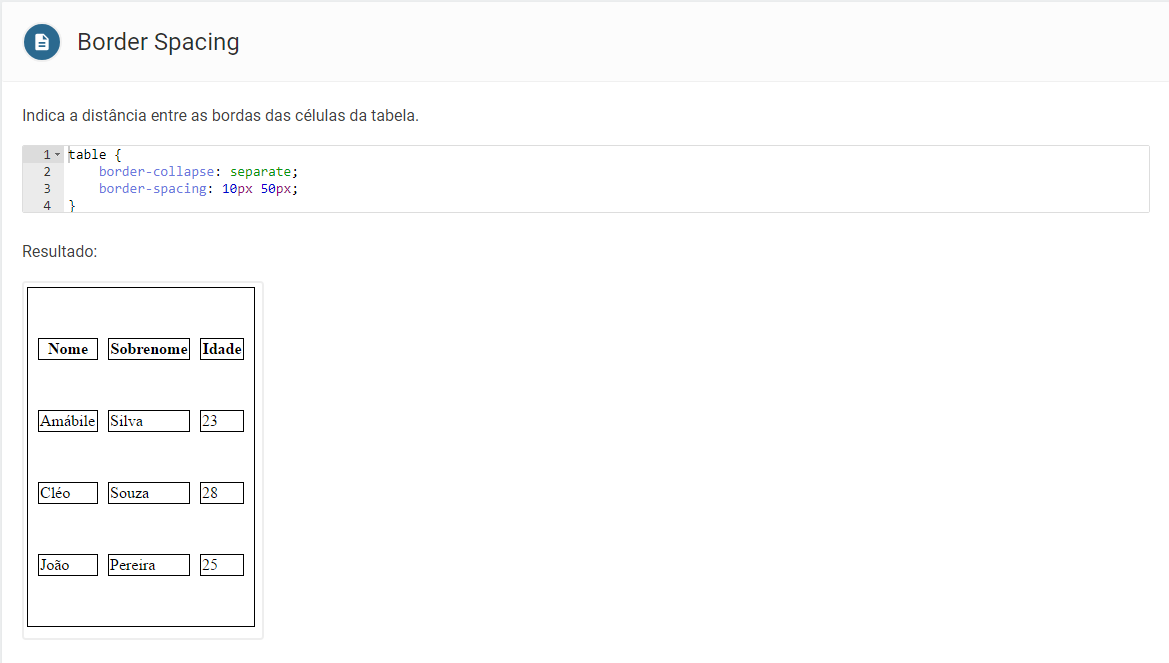 Border Spacing
Indica a distância entre as bordas das células da tabela.
1 table {
2     border-collapse: separate;
3     border-spacing: 10px 50px;
4 }
Resultado:
Nome Sobrenome Idade
Amábile Silva 23
Cléo Souza 28
João Pereira 25